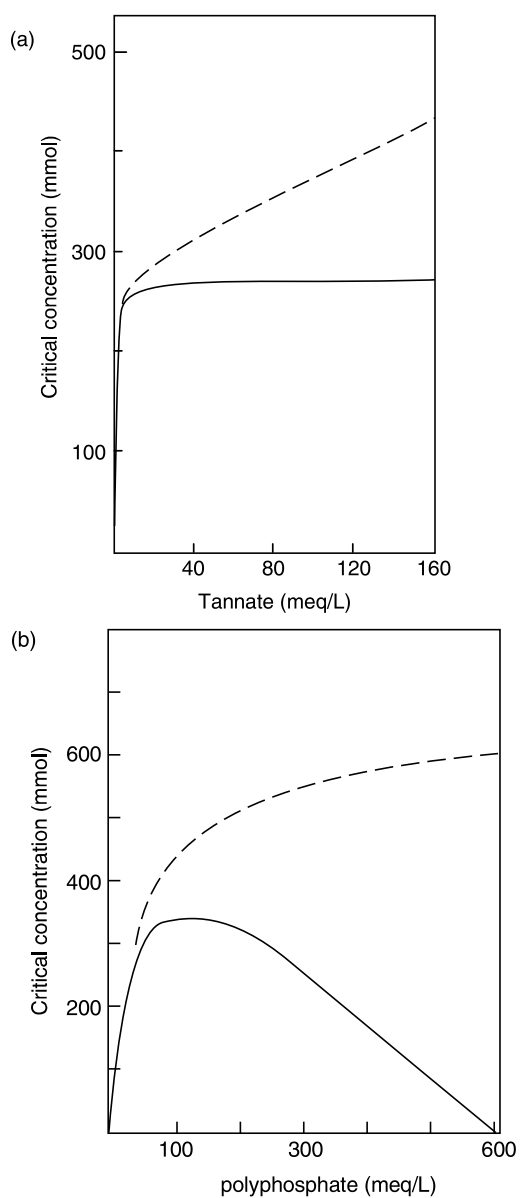 (a)
500
300
100
Critical concentration (mmol)
40 80 120 160
Tannate (meq/L)
(b)
600
400
200
Critical concentration (mmol)
100 300 600
polyphosphate (meq/L)